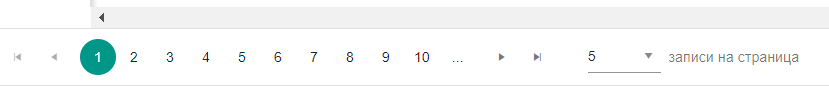 1 2 3 4 5 6 7 8 9 10 ... 5 записи на страница